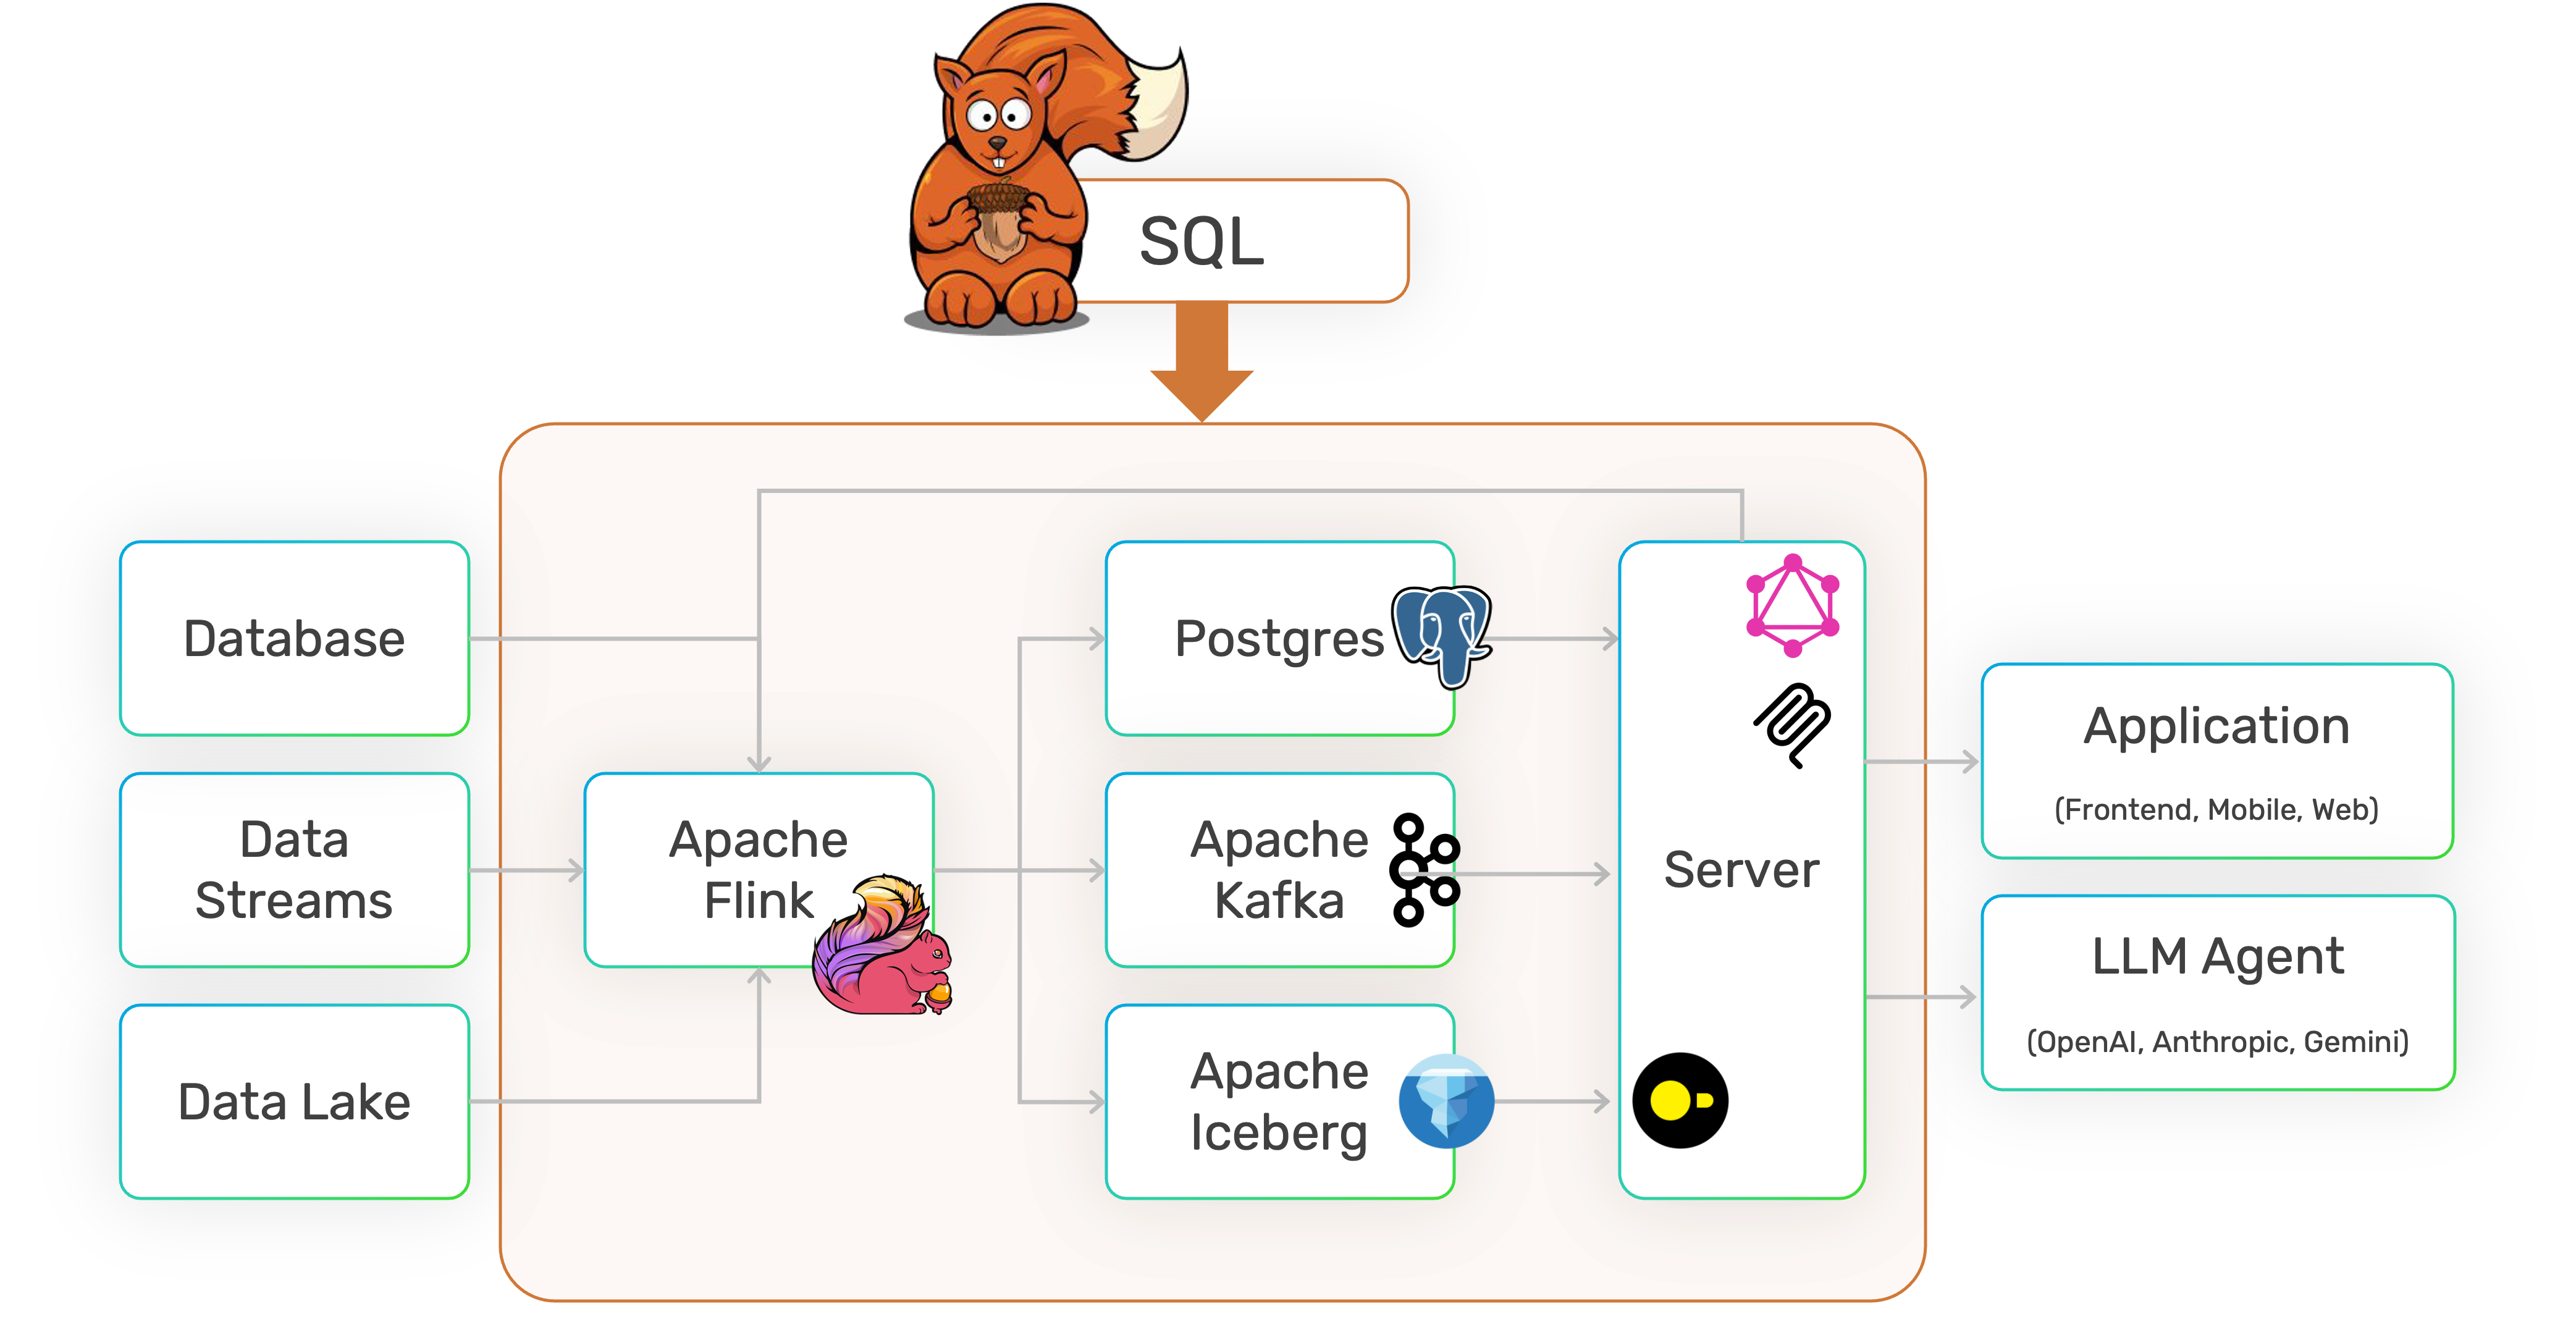 SQL
Database
Data
Streams
Data Lake
Apache
Flink
Postgres
Apache
Kafka
Apache
Iceberg
Server
Application
(Frontend, Mobile, Web)
LLM Agent
(OpenAI, Anthropic, Gemini)